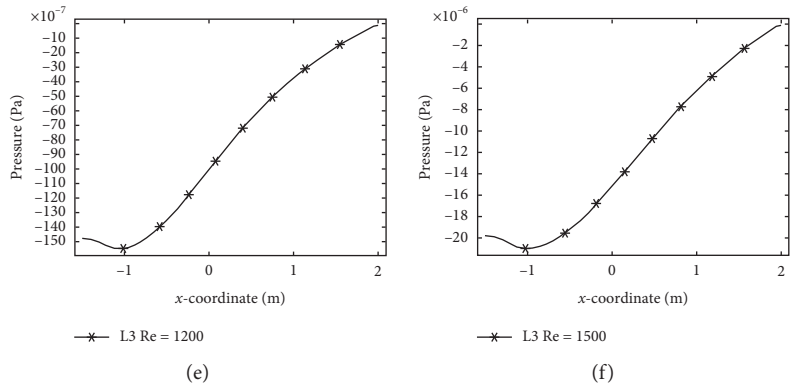 ×10⁻⁷
−10
−20
−30
−40
−50
−60
−70
−80
−90
−100
−110
−120
−130
−140
−150
Pressure (Pa)
−1 0 1 2
x-coordinate (m)
L3 Re = 1200
(e)
×10⁻⁶
−2
−4
−6
−8
−10
−12
−14
−16
−18
−20
Pressure (Pa)
−1 0 1 2
x-coordinate (m)
L3 Re = 1500
(f)